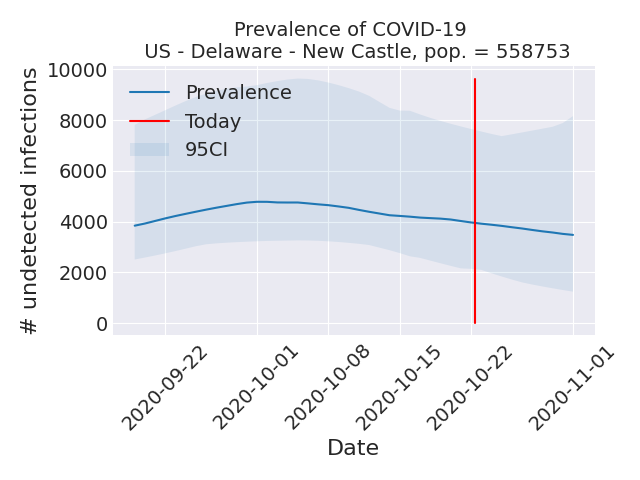 Prevalence of COVID-19
US - Delaware - New Castle, pop. = 558753
# undetected infections
10000
8000
6000
4000
2000
0
Prevalence
Today
95CI
2020-09-22
2020-10-01
2020-10-08
2020-10-15
2020-10-22
2020-11-01
Date